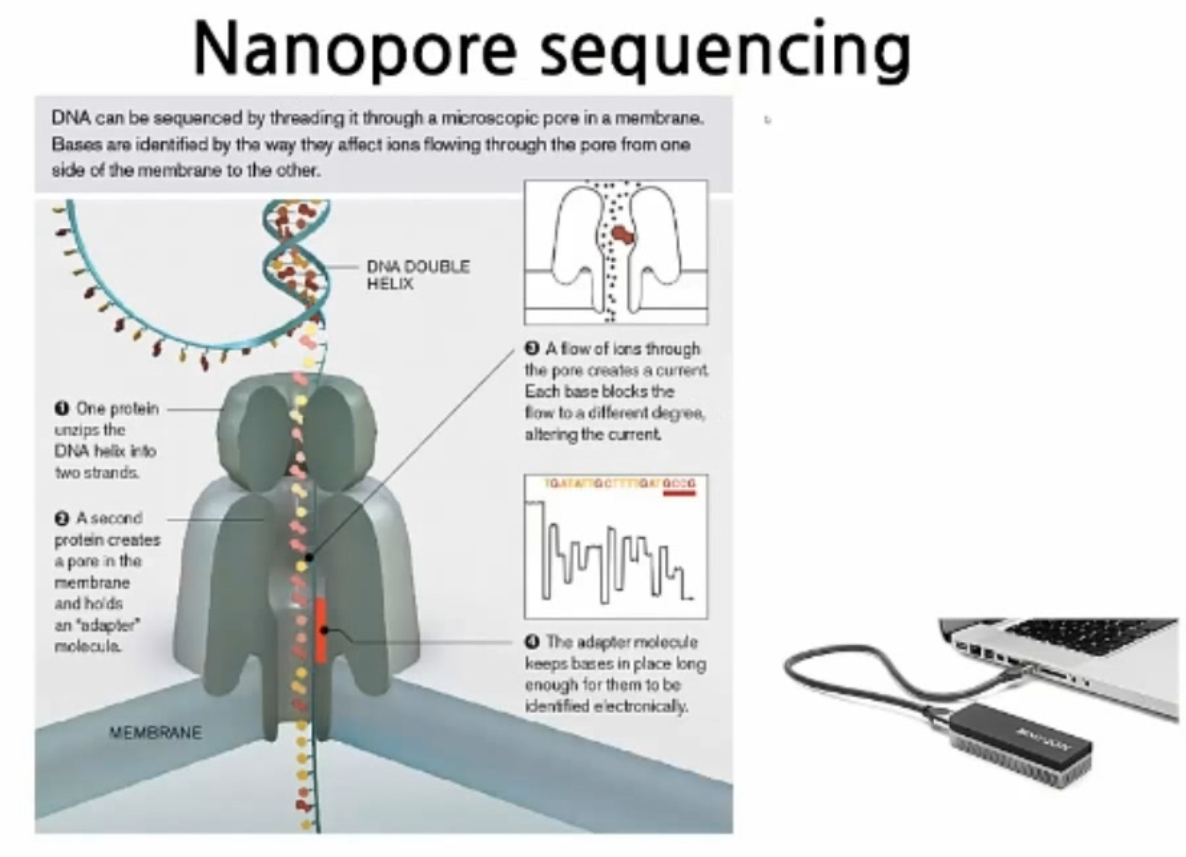 Nanopore sequencing
DNA can be sequenced by threading it through a microscopic pore in a membrane.
Bases are identified by the way they affect ions flowing through the pore from one
side of the membrane to the other.
DNA DOUBLE
HELIX
❶ One protein
unzips the
DNA helix into
two strands.
❷ A second
protein creates
a pore in the
membrane
and holds
an "adapter"
molecule.
❸ A flow of ions through
the pore creates a current.
Each base blocks the
flow to a different degree,
altering the current.
❹ The adapter molecule
keeps bases in place long
enough for them to be
identified electronically.
MEMBRANE